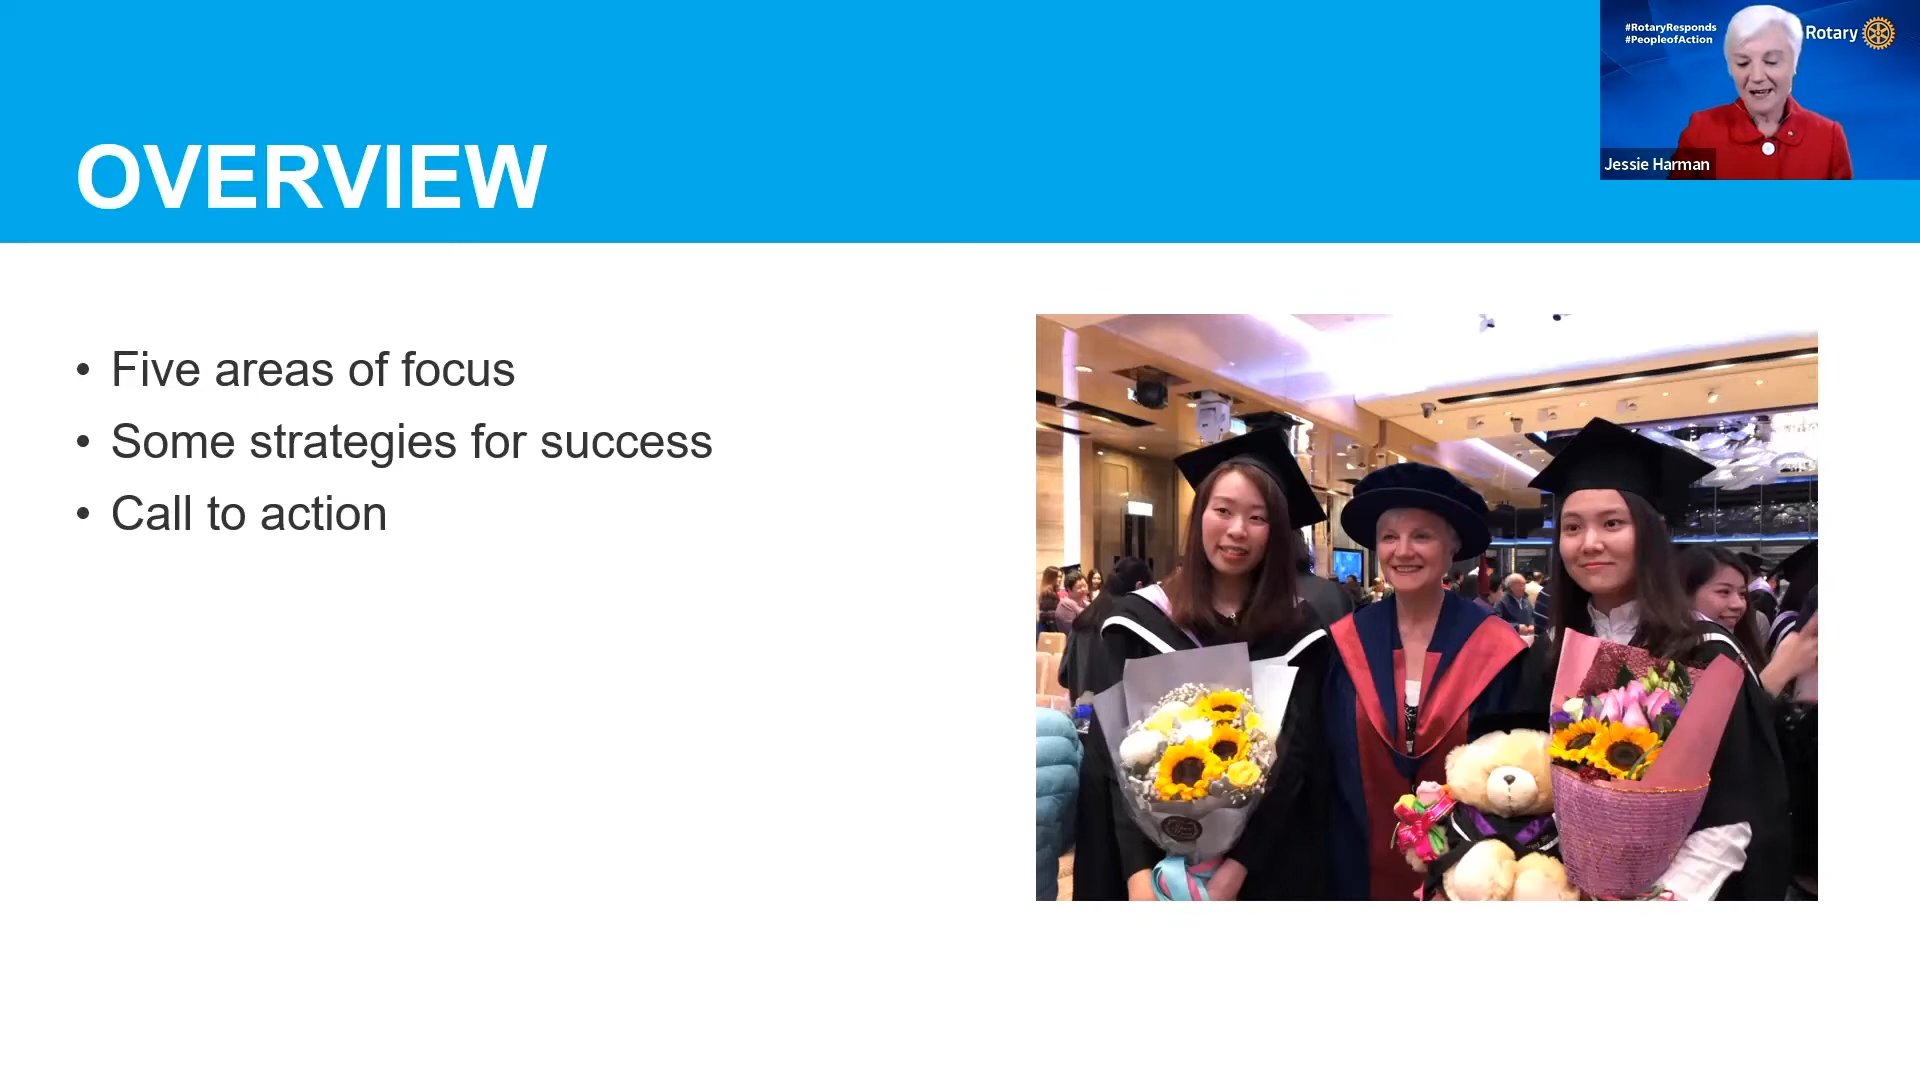 #RotaryResponds
#PeopleofAction
Rotary
Jessie Harman
OVERVIEW
• Five areas of focus
• Some strategies for success
• Call to action